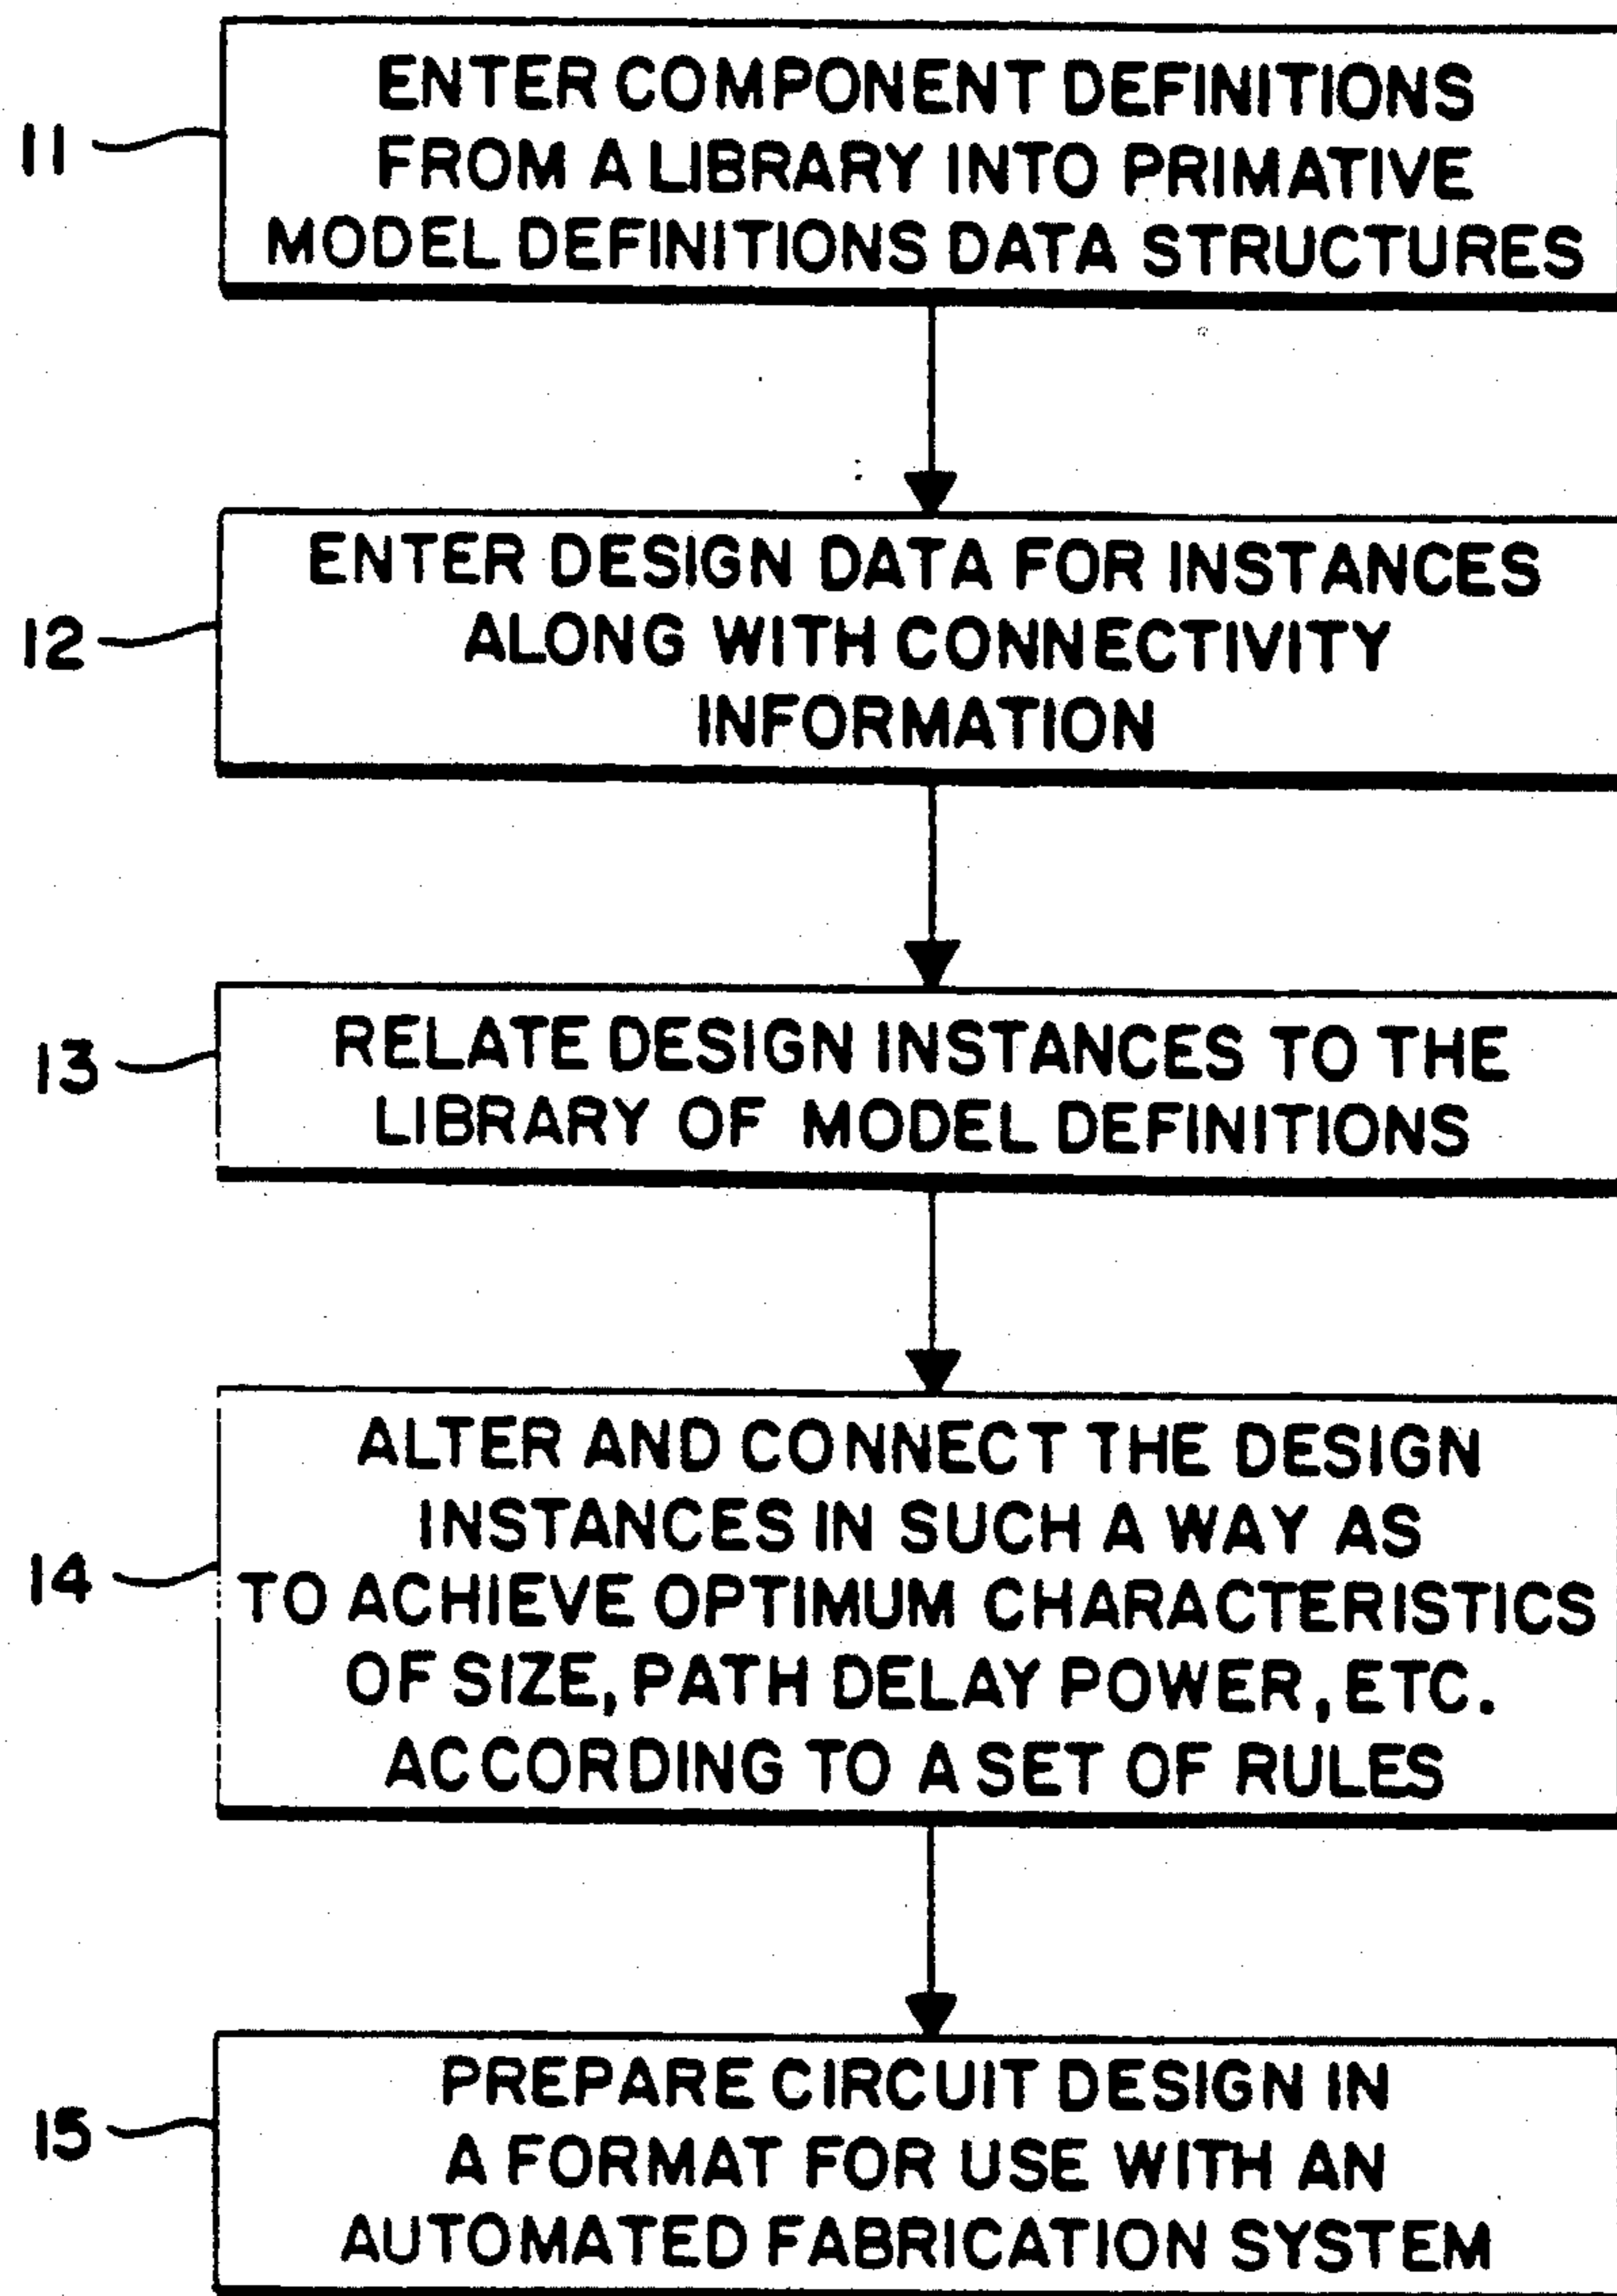 ENTER COMPONENT DEFINITIONS
11
FROM A LIBRARY INTO PRIMATIVE
MODEL DEFINITIONS DATA STRUCTURES
ENTER DESIGN DATA FOR INSTANCES
12
ALONG WITH CONNECTIVITY
INFORMATION
13
RELATE DESIGN INSTANCES TO THE
LIBRARY OF MODEL DEFINITIONS
ALTER AND CONNECT THE DESIGN
INSTANCES IN SUCH A WAY AS
14
TO ACHIEVE OPTIMUM CHARACTERISTICS
OF SIZE, PATH DELAY POWER, ETC.
ACCORDING TO A SET OF RULES
PREPARE CIRCUIT DESIGN IN
15
A FORMAT FOR USE WITH AN
AUTOMATED FABRICATION SYSTEM